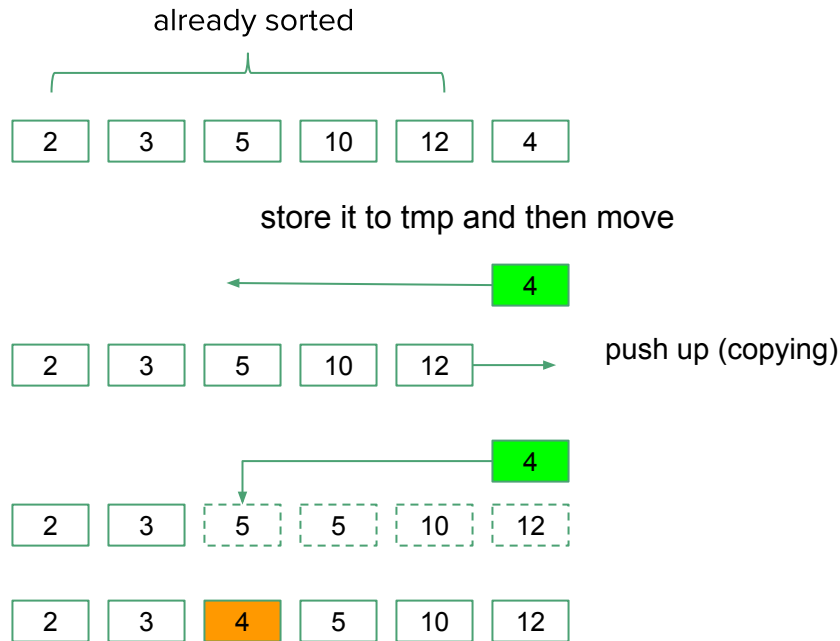 already sorted
2 3 5 10 12 4
store it to tmp and then move
4
2 3 5 10 12
push up (copying)
4
2 3 5 5 10 12
2 3 4 5 10 12